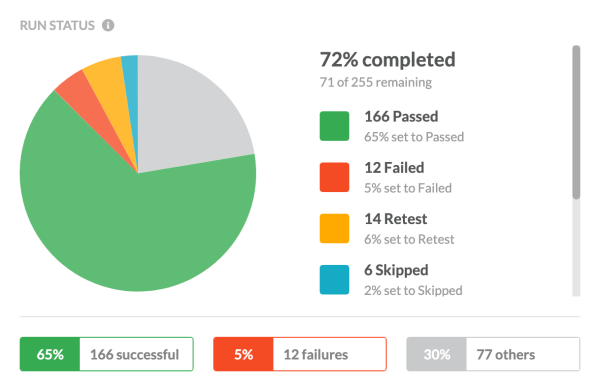 RUN STATUS
72% completed
71 of 255 remaining
166 Passed
65% set to Passed
12 Failed
5% set to Failed
14 Retest
6% set to Retest
6 Skipped
2% set to Skipped
65% 166 successful
5% 12 failures
30% 77 others